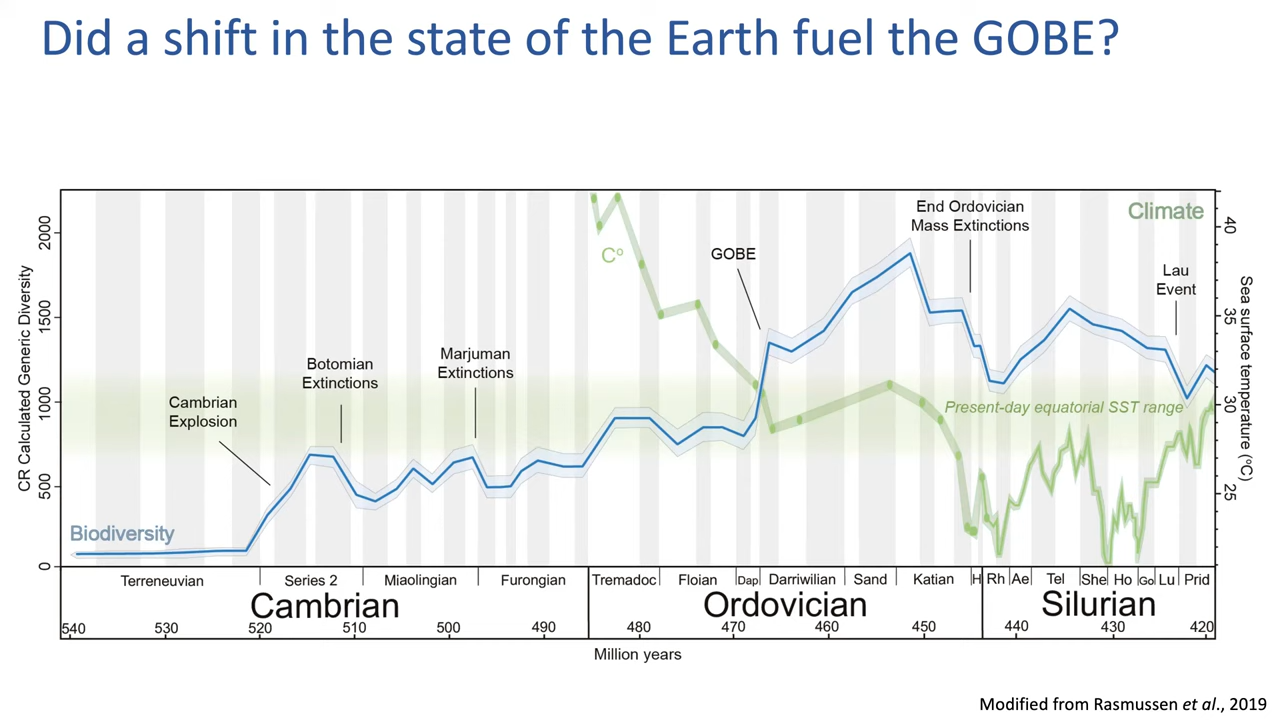 Did a shift in the state of the Earth fuel the GOBE?
CR Calculated Generic Diversity
2000
1500
1000
500
0
Biodiversity
Cambrian
Explosion
Botomian
Extinctions
Marjuman
Extinctions
Cº
GOBE
End Ordovician
Mass Extinctions
Climate
Lau
Event
Present-day equatorial SST range
40
35
30
25
Sea surface temperature (ºC)
Terreneuvian Series 2 Miaolingian Furongian Tremadoc Floian Dap Darriwilian Sand Katian H Rh Ae Tel She Ho Go Lu Prid
Cambrian Ordovician Silurian
540 530 520 510 500 490 480 470 460 450 440 430 420
Million years
Modified from Rasmussen et al., 2019